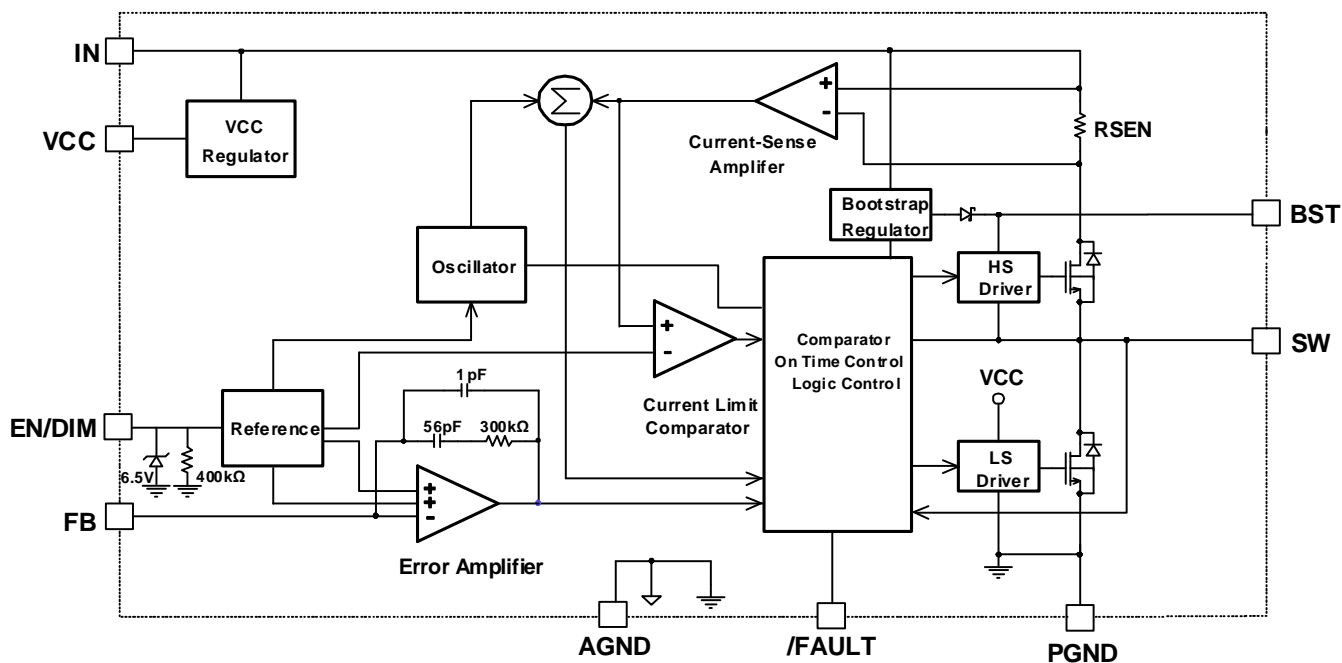 IN
VCC
VCC
Regulator
Σ
+
-
Current-Sense
Amplifer
RSEN
Bootstrap
Regulator
BST
Oscillator
HS
Driver
+
-
Comparator
On Time Control
Logic Control
SW
1pF
VCC
Current Limit
Comparator
EN/DIM
Reference
56pF
300kΩ
6.5V
400kΩ
LS
Driver
+
+
-
FB
Error Amplifier
AGND
/FAULT
PGND